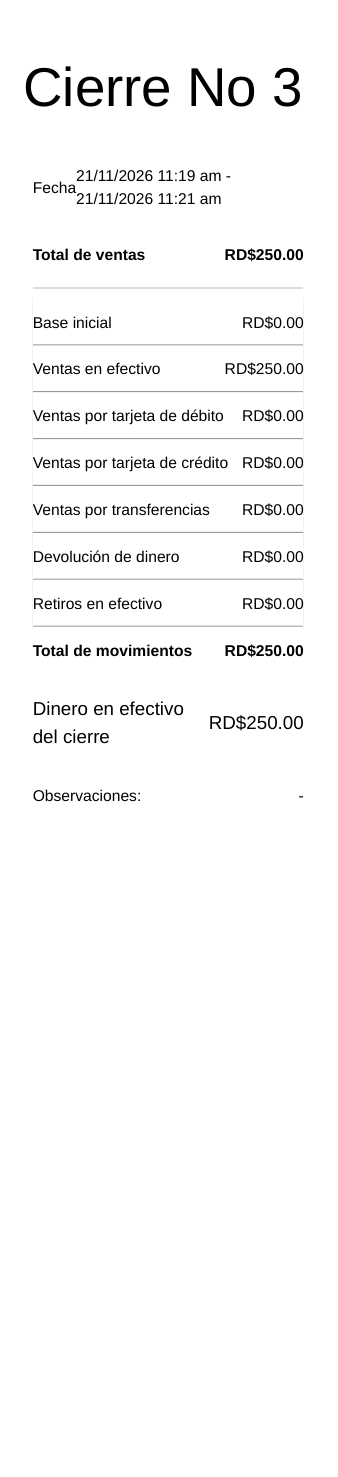 Cierre No 3
Fecha 21/11/2026 11:19 am -
21/11/2026 11:21 am
Total de ventas RD$250.00
Base inicial RD$0.00
Ventas en efectivo RD$250.00
Ventas por tarjeta de débito RD$0.00
Ventas por tarjeta de crédito RD$0.00
Ventas por transferencias RD$0.00
Devolución de dinero RD$0.00
Retiros en efectivo RD$0.00
Total de movimientos RD$250.00
Dinero en efectivo
del cierre RD$250.00
Observaciones: -